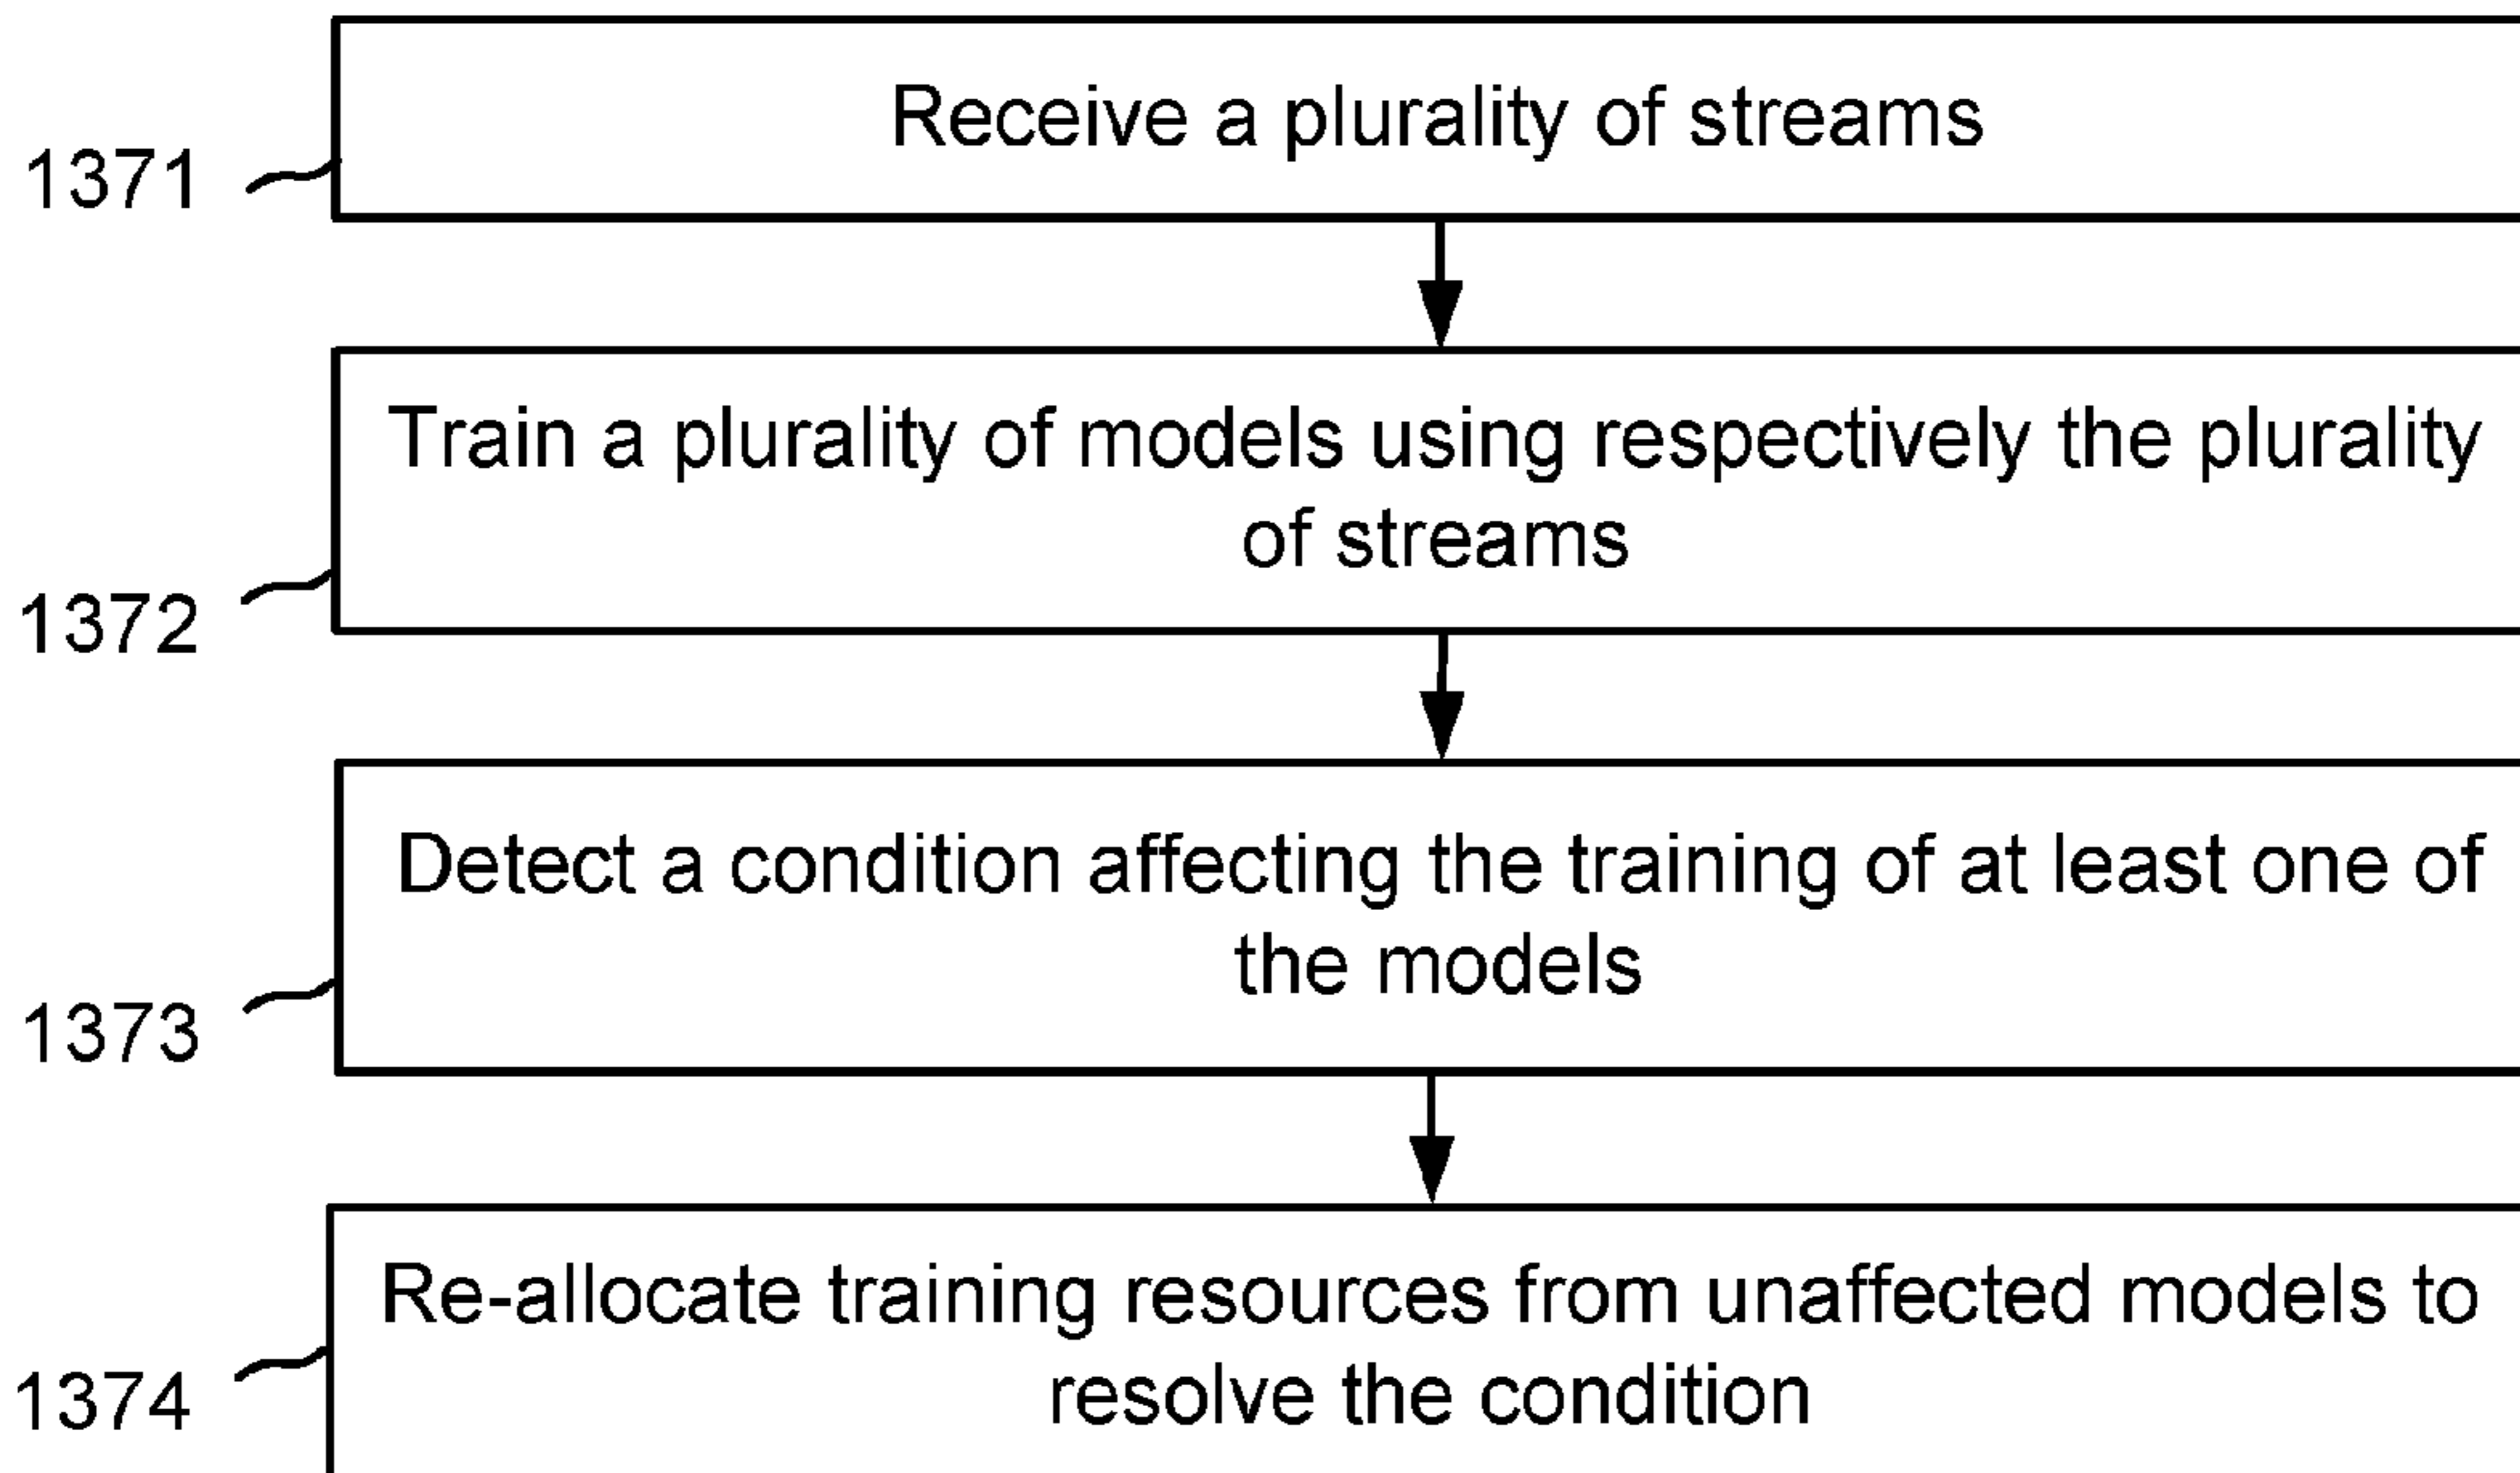 Receive a plurality of streams
1371
Train a plurality of models using respectively the plurality
of streams
1372
Detect a condition affecting the training of at least one of
the models
1373
Re-allocate training resources from unaffected models to
resolve the condition
1374